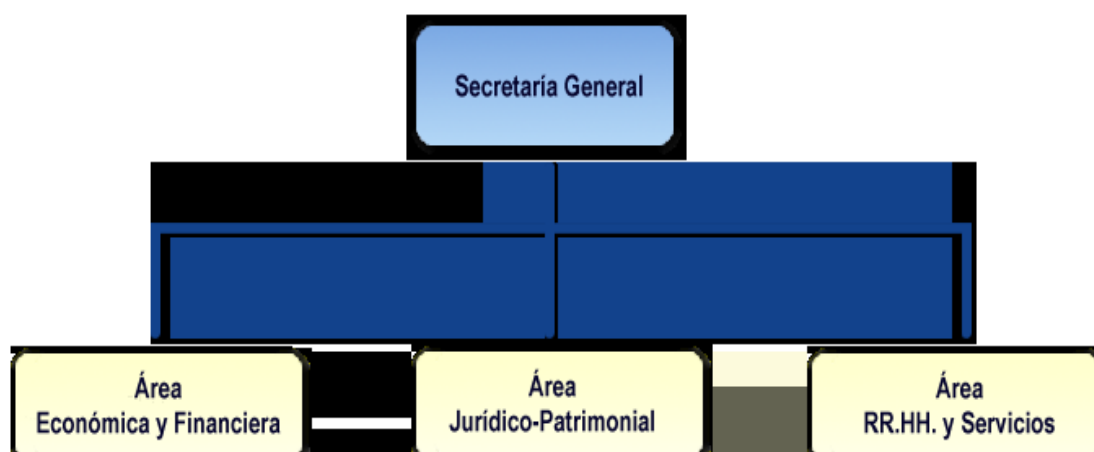 Secretaría General
Área
Económica y Financiera
Área
Jurídico-Patrimonial
Área
RR.HH. y Servicios